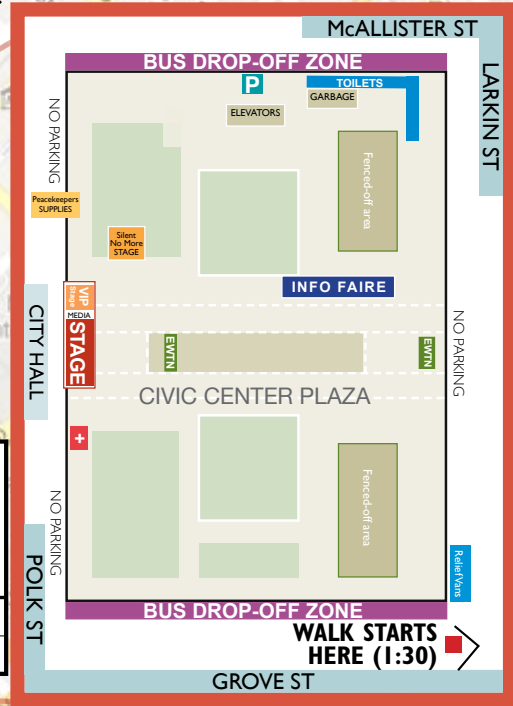 McALLISTER ST
BUS DROP-OFF ZONE
P
TOILETS
GARBAGE
ELEVATORS
LARKIN ST
NO PARKING
Fenced-off area
Peacekeepers
SUPPLIES
Silent
No More
STAGE
INFO FAIRE
VIP
Stage
MEDIA
STAGE
CITY HALL
EWTN
EWTN
NO PARKING
CIVIC CENTER PLAZA
+
Fenced-off area
NO PARKING
POLK ST
ReliefVans
BUS DROP-OFF ZONE
WALK STARTS
HERE (1:30)
GROVE ST